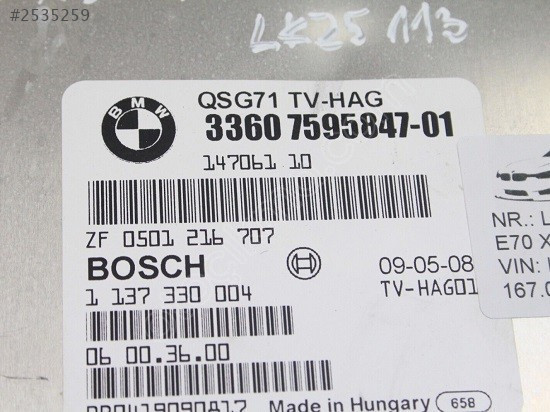 #2535259
LK25 113
BMW
QSG71 TV-HAG
3360 7595847-01
147061 10
ZF 0501 216 707
BOSCH
09-05-08
1 137 330 004
TV-HAG01
06 00.36.00
Made in Hungary 658
NR.: L
E70 X
VIN:
167.0